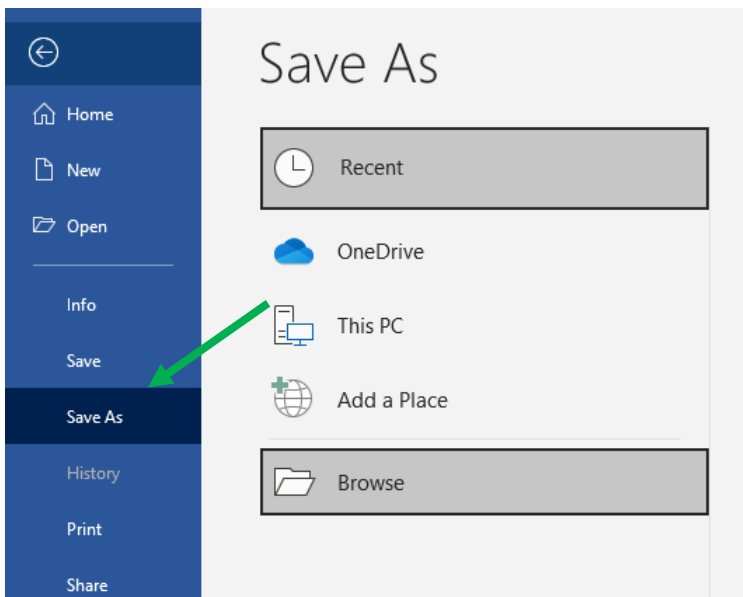 Home
New
Open
Info
Save
Save As
History
Print
Share
Save As
Recent
OneDrive
This PC
Add a Place
Browse